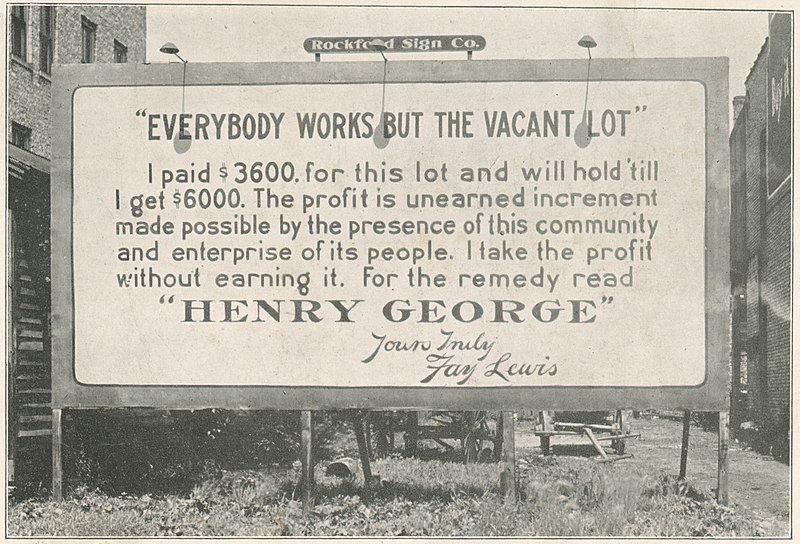 Rockford Sign Co.
"EVERYBODY WORKS BUT THE VACANT LOT"
I paid $3600. for this lot and will hold 'till
I get $6000. The profit is unearned increment
made possible by the presence of this community
and enterprise of its people. I take the profit
without earning it. For the remedy read
"HENRY GEORGE"
Yours Truly
Fay Lewis